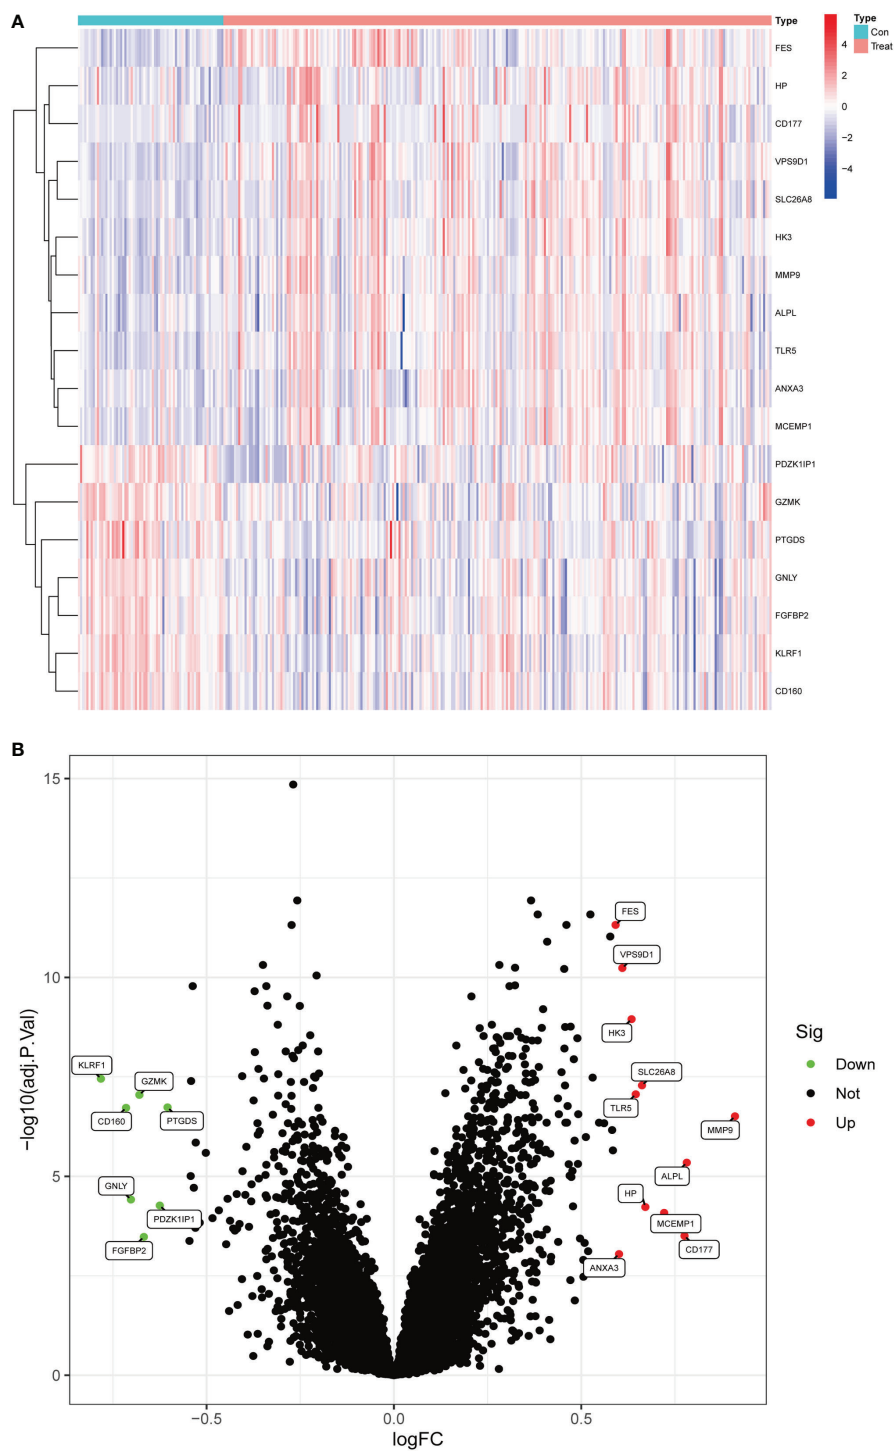 A
Type
FES
HP
CD177
VPS9D1
SLC26A8
HK3
MMP9
ALPL
TLR5
ANXA3
MCEMP1
PDZK1IP1
GZMK
PTGDS
GNLY
FGFBP2
KLRF1
CD160
4
2
0
−2
−4
Type
Con
Treat
B
15
10
5
0
−log10(adj.P.Val)
−0.5
0.0
0.5
logFC
FES
VPS9D1
HK3
SLC26A8
TLR5
MMP9
ALPL
HP
MCEMP1
CD177
ANXA3
KLRF1
GZMK
CD160
PTGDS
GNLY
PDZK1IP1
FGFBP2
Sig
Down
Not
Up